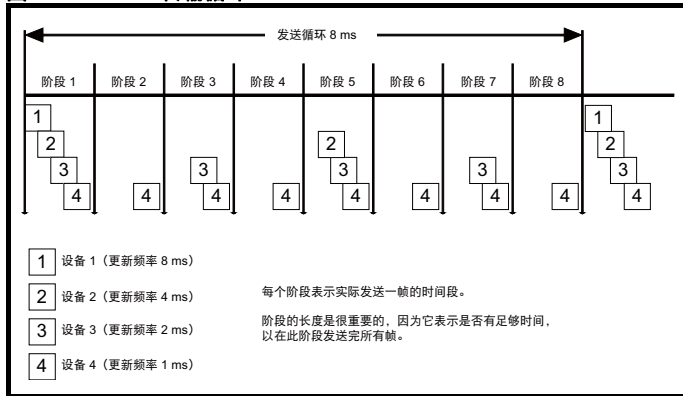 发送循环 8 ms
阶段 1 阶段 2 阶段 3 阶段 4 阶段 5 阶段 6 阶段 7 阶段 8
1 1
2 2 2
3 3 3 3 3
4 4 4 4 4 4 4 4 4
1 设备 1（更新频率 8 ms）
2 设备 2（更新频率 4 ms）
3 设备 3（更新频率 2 ms）
4 设备 4（更新频率 1 ms）
每个阶段表示实际发送一帧的时间段。
阶段的长度是很重要的，因为它表示是否有足够时间，
以在此阶段发送完所有帧。